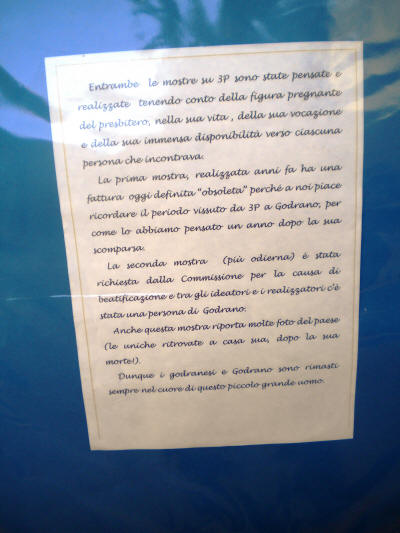 Entrambe le mostre su 3P sono state pensate e
realizzate tenendo conto della figura pregnante
del presbitero, nella sua vita, della sua vocazione
e della sua immensa disponibilità verso ciascuna
persona che incontrava.
La prima mostra, realizzata anni fa ha una
fattura oggi definita "obsoleta" perché a noi piace
ricordare il periodo vissuto da 3P a Godrano, per
come lo abbiamo pensato un anno dopo la sua
scomparsa.
La seconda mostra (più odierna) è stata
richiesta dalla Commissione per la causa di
beatificazione e tra gli ideatori e i realizzatori c'è
stata una persona di Godrano.
Anche questa mostra riporta molte foto del paese
(le uniche ritrovate a casa sua, dopo la sua
morte!).
Dunque i godranesi e Godrano sono rimasti
sempre nel cuore di questo piccolo grande uomo.